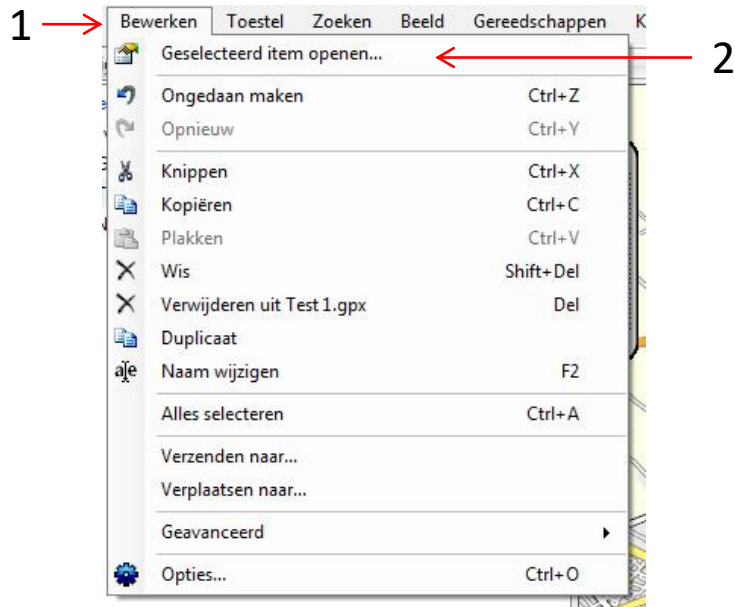 1 Bewerken Toestel Zoeken Beeld Gereedschappen K
Geselecteerd item openen... 2
Ongedaan maken Ctrl+Z
Opnieuw Ctrl+Y
Knippen Ctrl+X
Kopiëren Ctrl+C
Plakken Ctrl+V
Wis Shift+Del
Verwijderen uit Test 1.gpx Del
Duplicaat
Naam wijzigen F2
Alles selecteren Ctrl+A
Verzenden naar...
Verplaatsen naar...
Geavanceerd
Opties... Ctrl+O